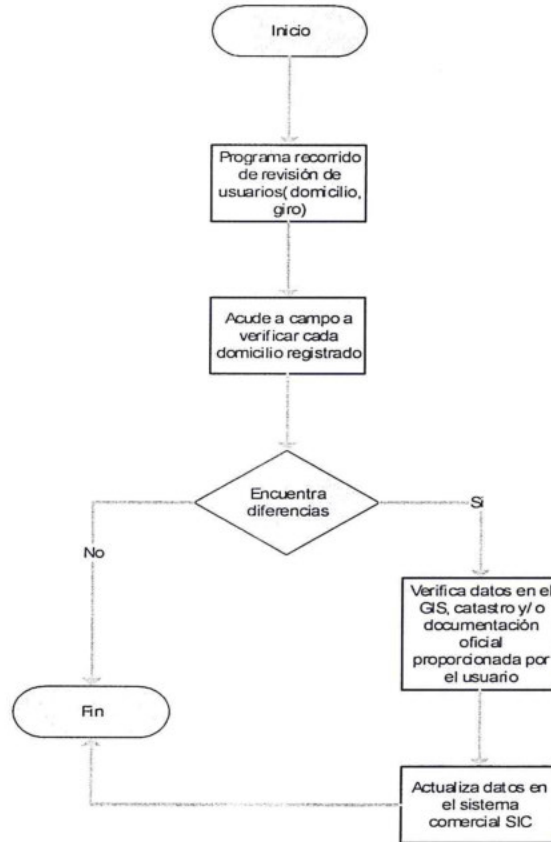 Inicio
Programa recorrido
de revisión de
usuarios( domicilio,
giro)
Acude a campo a
verificar cada
domicilio registrado
Encuentra
diferencias
No
Si
Verifica datos en el
GIS, catastro y/ o
documentación
oficial
proporcionada por
el usuario
Fin
Actualiza datos en
el sistema
comercial SIC